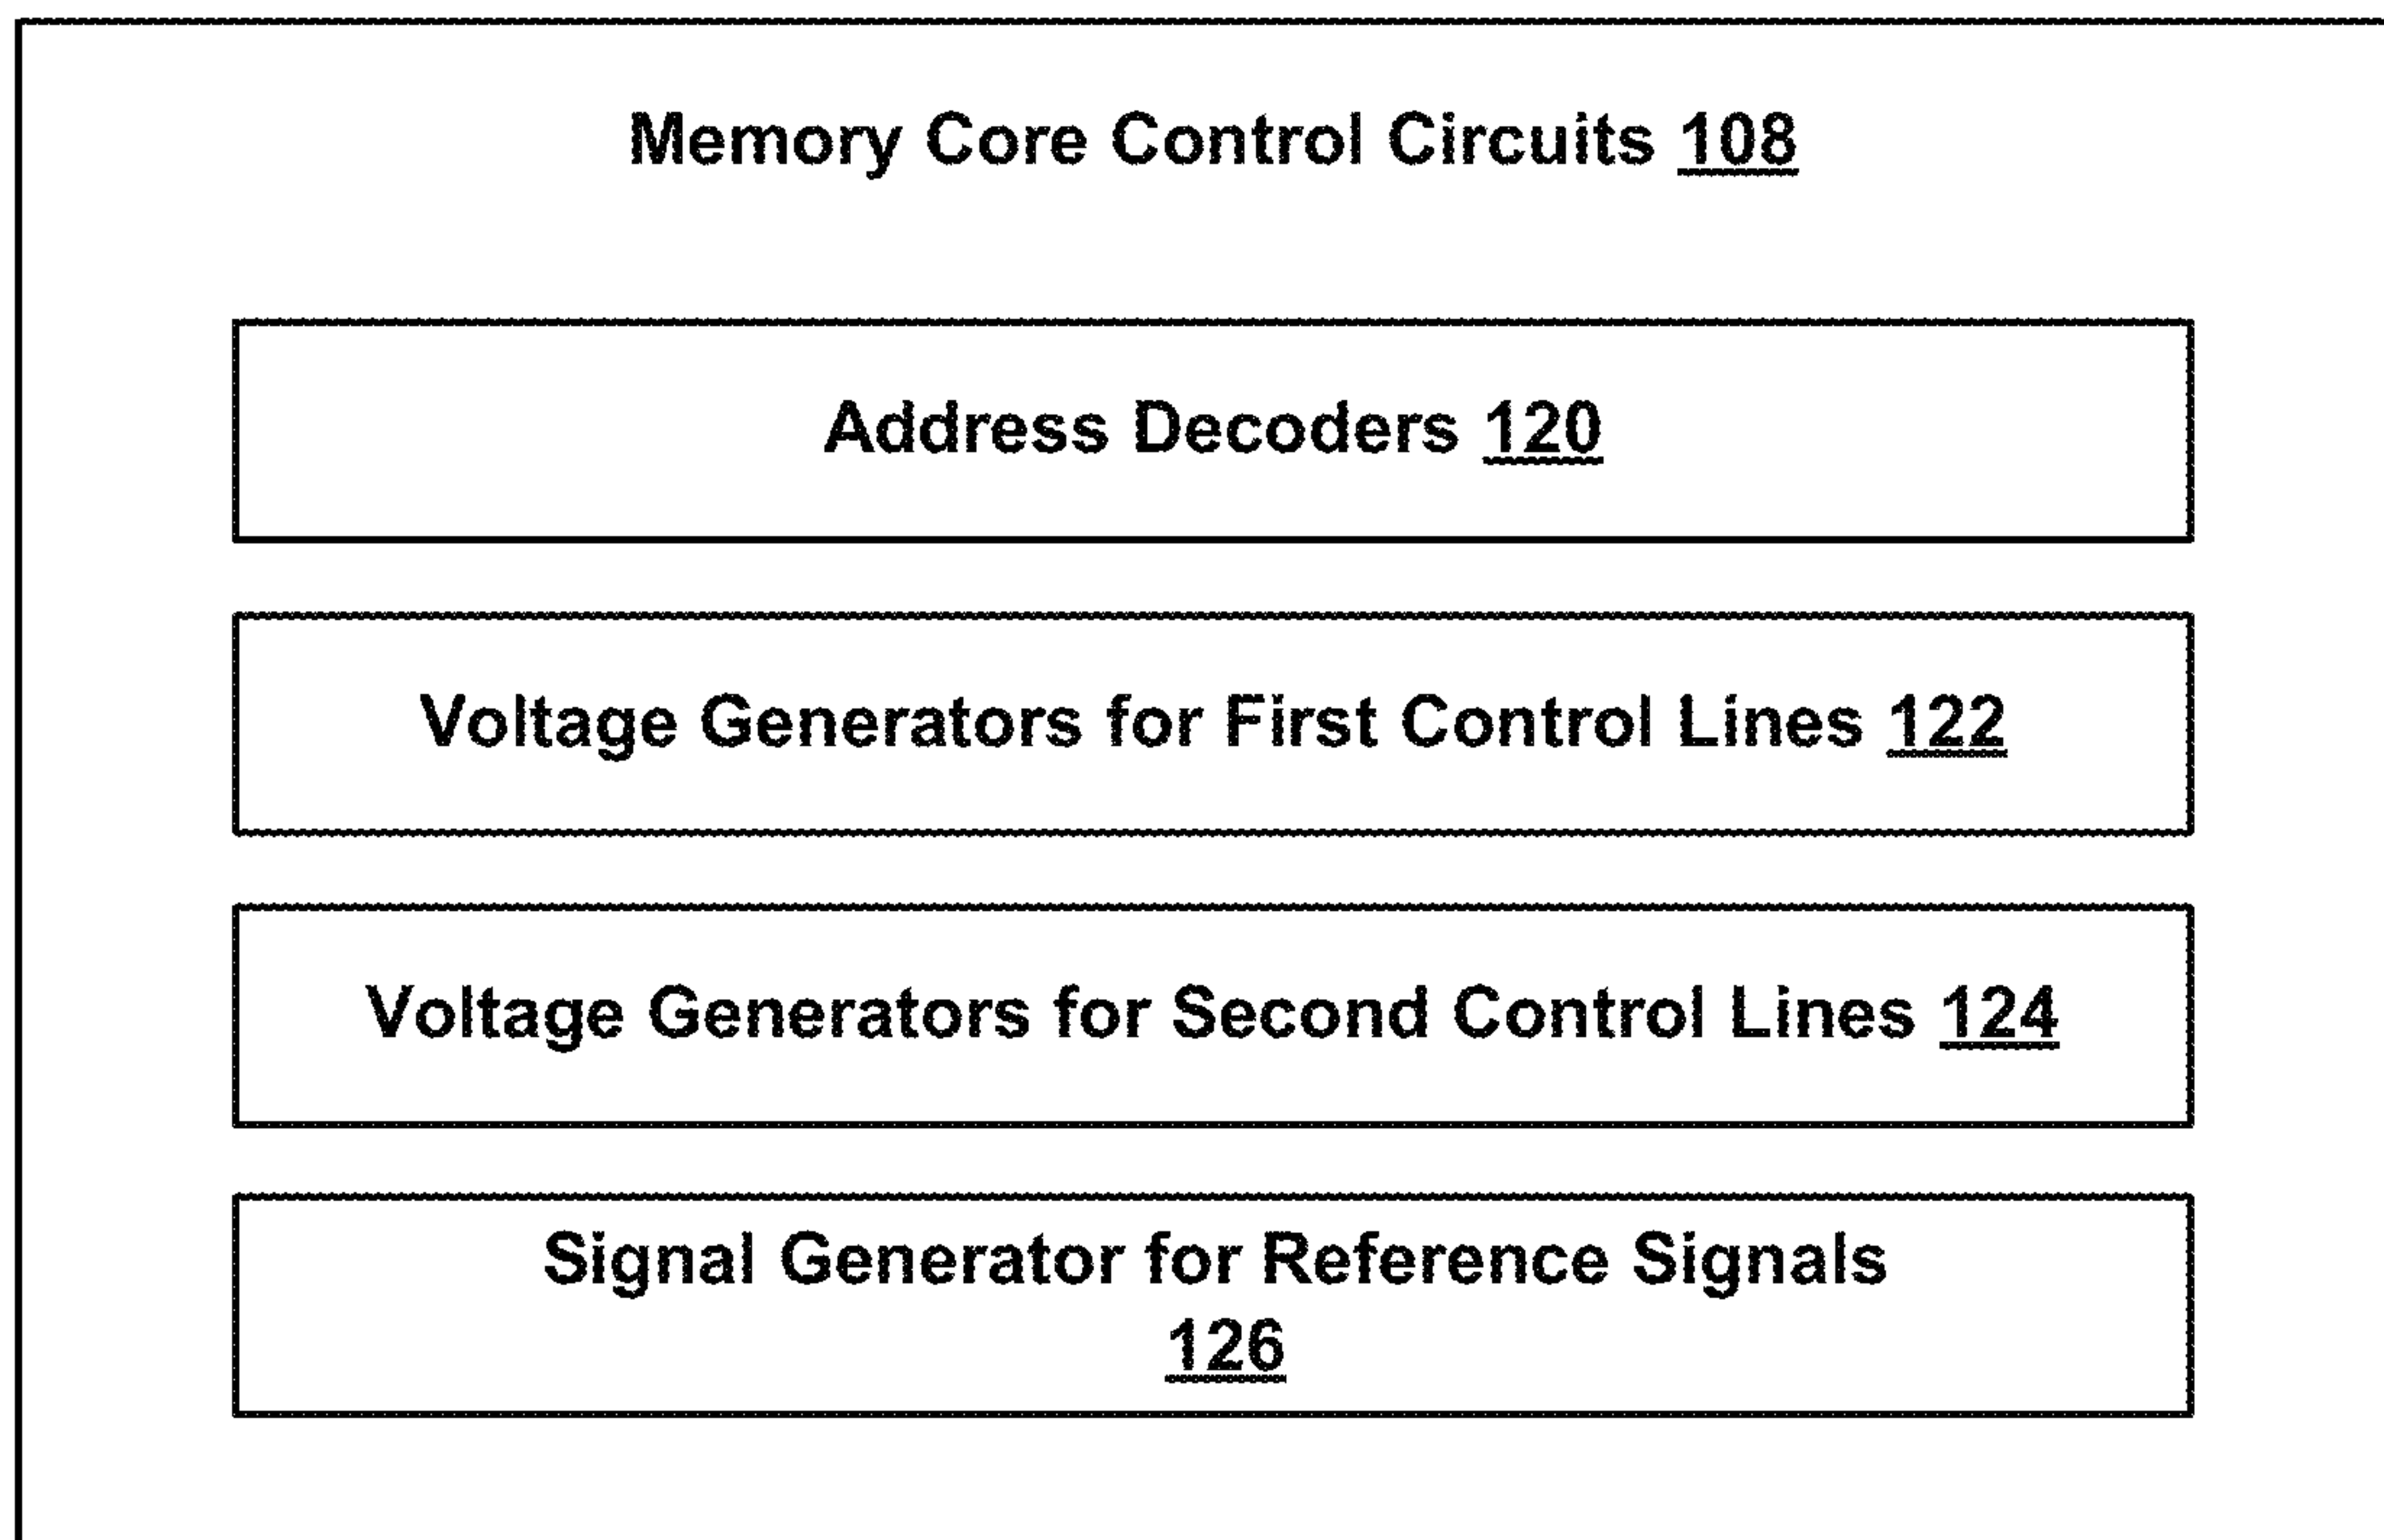 Memory Core Control Circuits 108
Address Decoders 120
Voltage Generators for First Control Lines 122
Voltage Generators for Second Control Lines 124
Signal Generator for Reference Signals
126